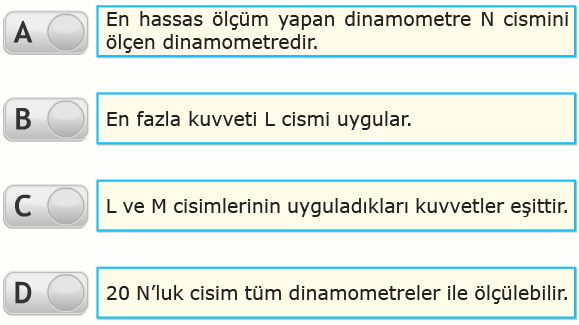 A
En hassas ölçüm yapan dinamometre N cismini
ölçen dinamometredir.
B
En fazla kuvveti L cismi uygular.
C
L ve M cisimlerinin uyguladıkları kuvvetler eşittir.
D
20 N’luk cisim tüm dinamometreler ile ölçülebilir.